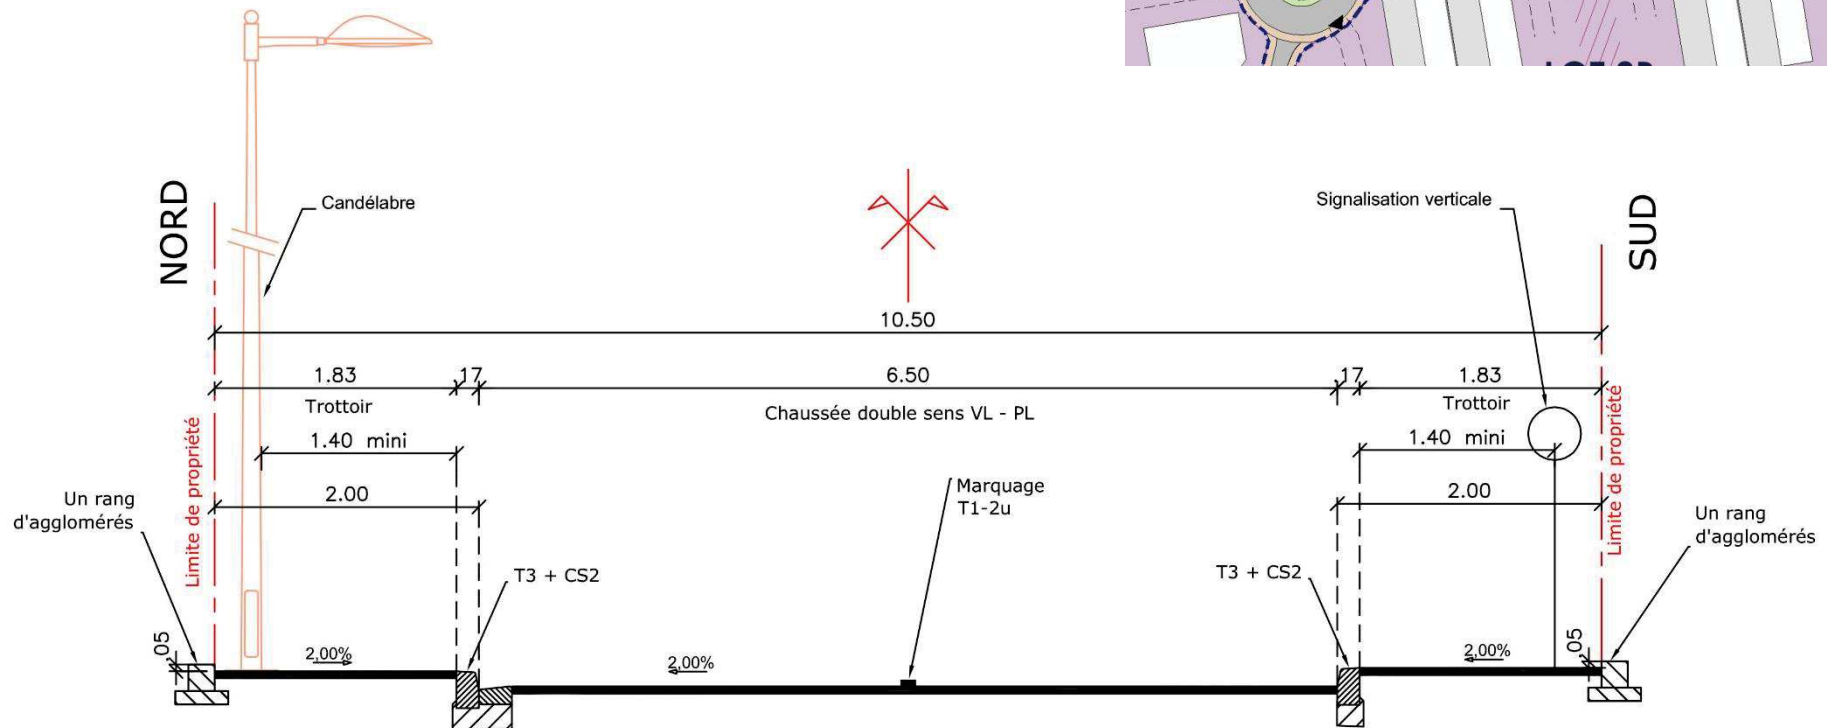 NORD
Candélabre
Signalisation verticale
SUD
10.50
1.83
,17
6.50
,17
1.83
Trottoir
Chaussée double sens VL - PL
Trottoir
1.40 mini
1.40 mini
Limite de propriété
Limite de propriété
2.00
2.00
Un rang
d'agglomérés
Marquage
T1-2u
Un rang
d'agglomérés
T3 + CS2
T3 + CS2
,05
2,00%
2,00%
2,00%
,05